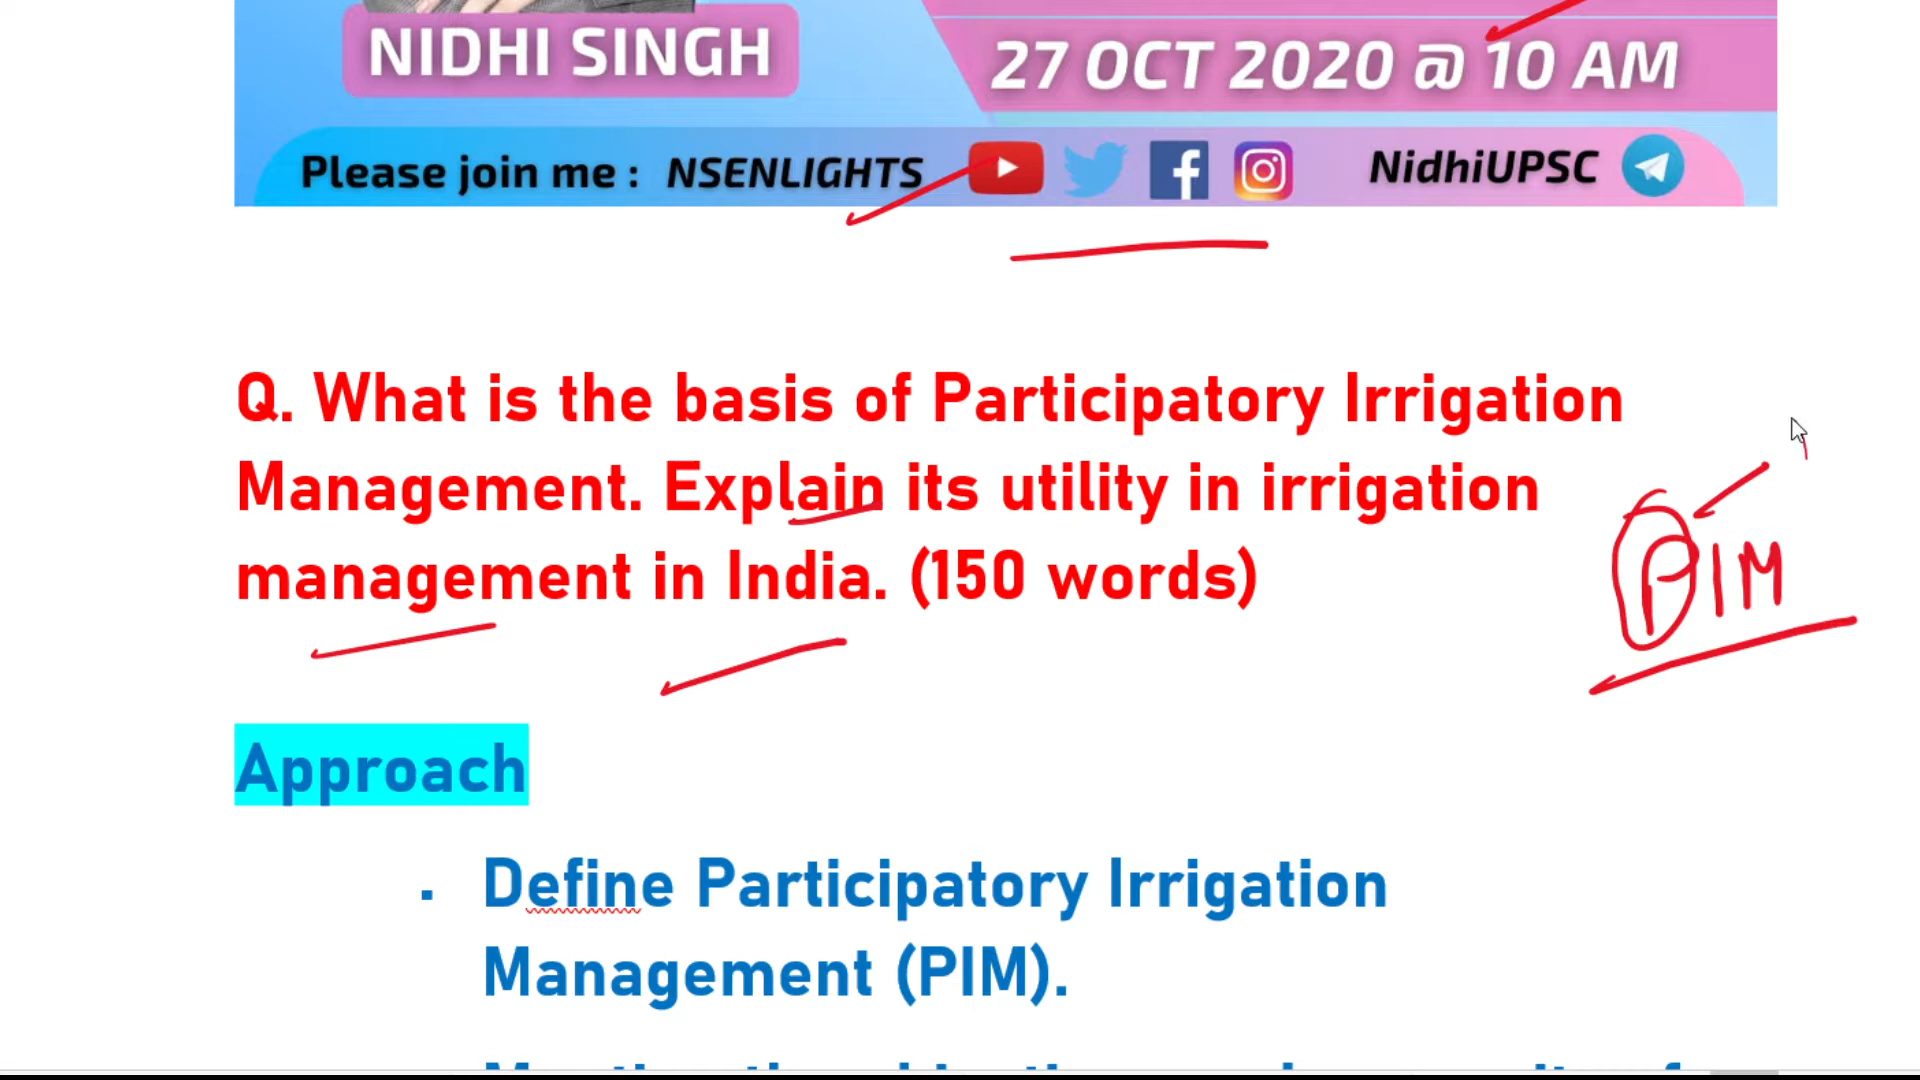 NIDHI SINGH
27 OCT 2020 @ 10 AM
Please join me : NSENLIGHTS
NidhiUPSC
Q. What is the basis of Participatory Irrigation
Management. Explain its utility in irrigation
management in India. (150 words)
PIM
Approach
▪ Define Participatory Irrigation
Management (PIM).